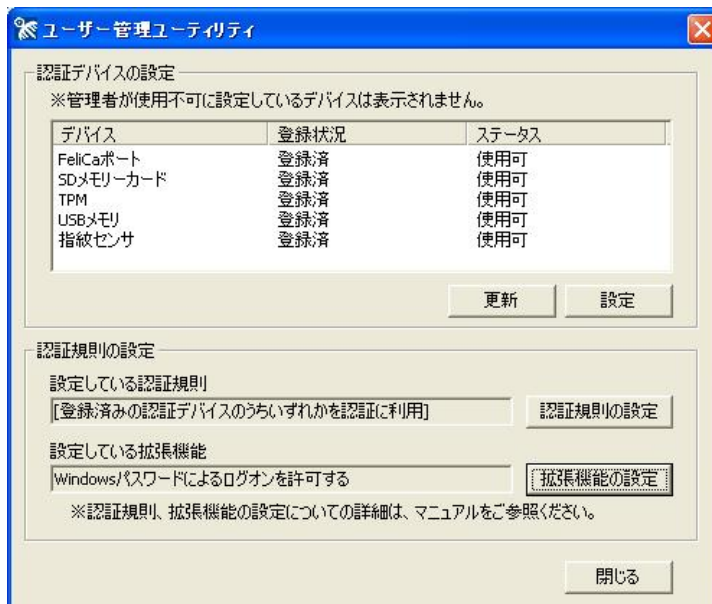 ユーザー管理ユーティリティ
認証デバイスの設定
※管理者が使用不可に設定しているデバイスは表示されません。
デバイス 登録状況 ステータス
FeliCaポート 登録済 使用可
SDメモリーカード 登録済 使用可
TPM 登録済 使用可
USBメモリ 登録済 使用可
指紋センサ 登録済 使用可
更新 設定
認証規則の設定
設定している認証規則
[登録済みの認証デバイスのうちいずれかを認証に利用] 認証規則の設定
設定している拡張機能
Windowsパスワードによるログオンを許可する 拡張機能の設定
※認証規則、拡張機能の設定についての詳細は、マニュアルをご参照ください。
閉じる